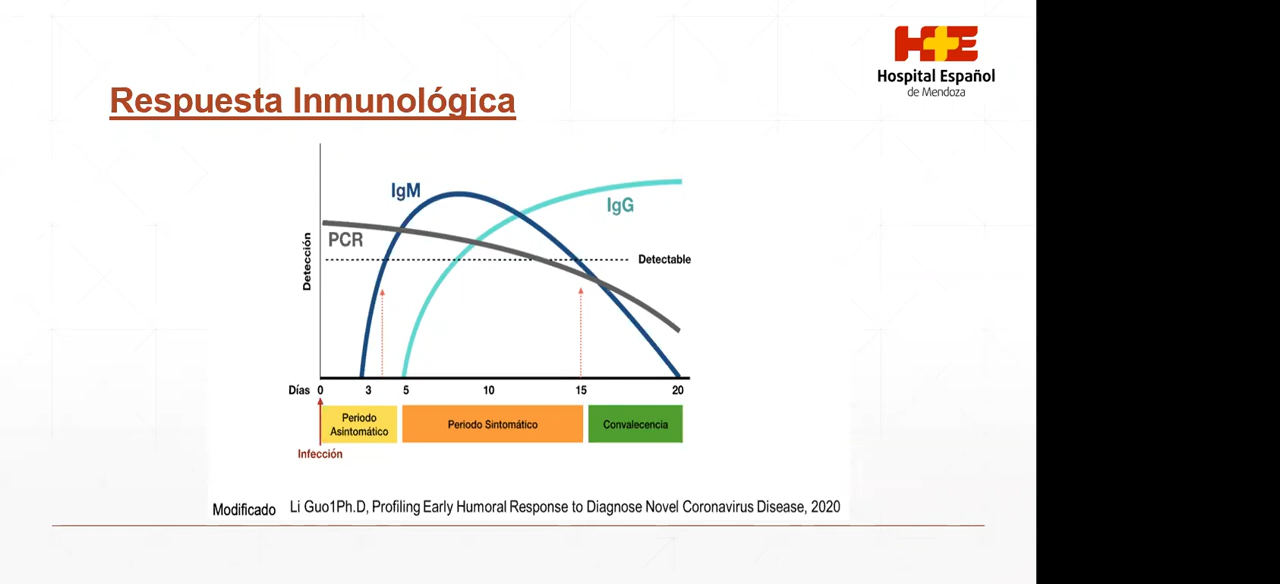 H+E
Hospital Español
de Mendoza
Respuesta Inmunológica
IgM
IgG
PCR
Detección
Detectable
Días 0 3 5 10 15 20
Periodo
Asintomático
Periodo Sintomático
Convalecencia
Infección
Modificado Li Guo1Ph.D, Profiling Early Humoral Response to Diagnose Novel Coronavirus Disease, 2020